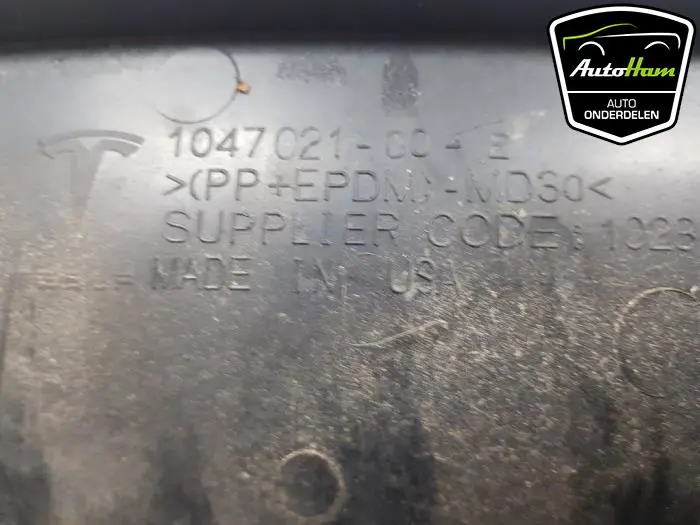 AutoHam
AUTO
ONDERDELEN
1047021-00-E
>(PP+EPDM)-MD30<
SUPPLIER CODE: 1023
MADE IN USA